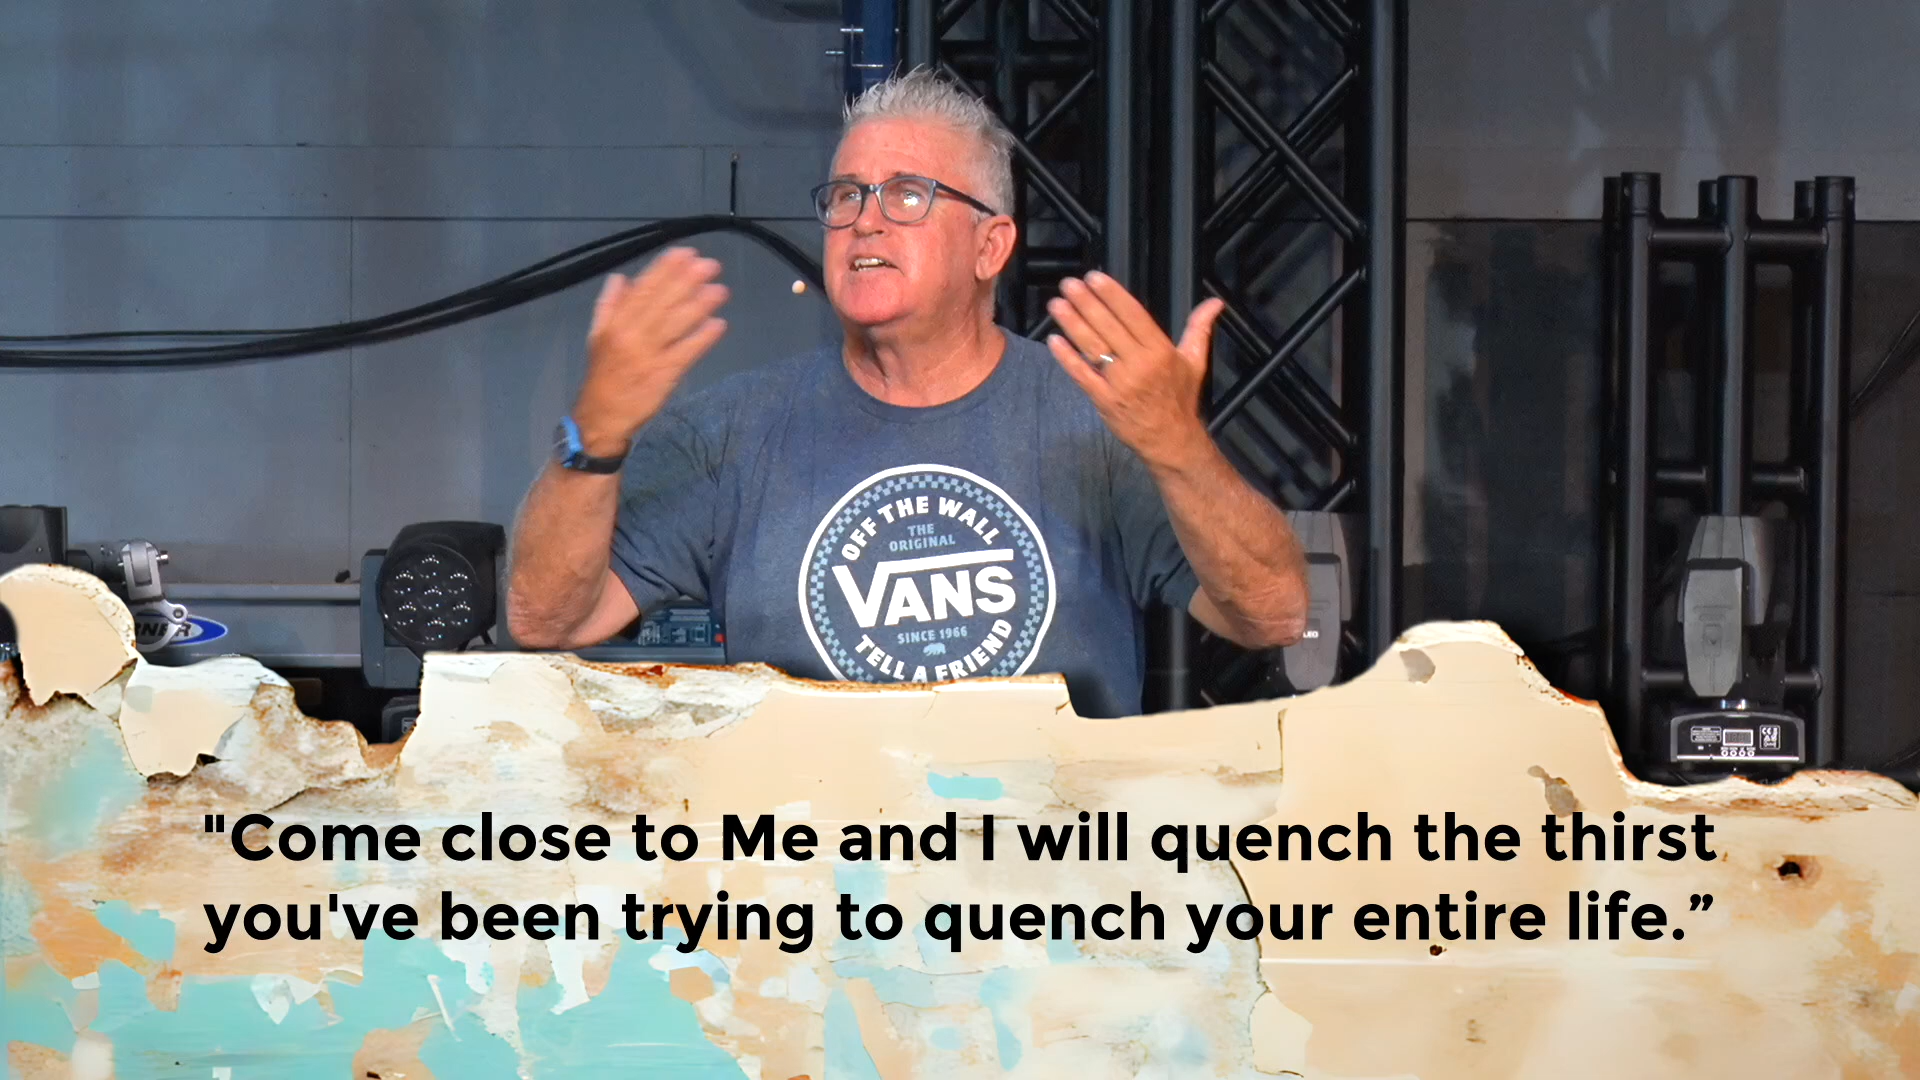 OFF THE WALL
THE
ORIGINAL
VANS
SINCE 1966
TELL A FRIEND
LED
"Come close to Me and I will quench the thirst
you've been trying to quench your entire life.”